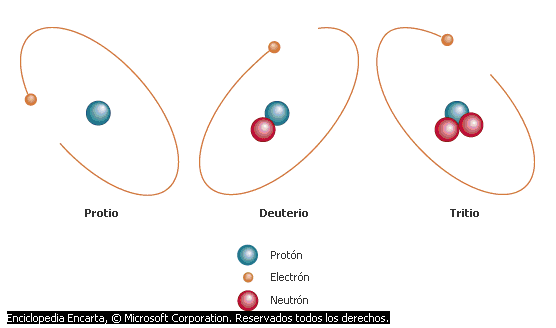 Protio
Deuterio
Tritio
Protón
Electrón
Neutrón
Enciclopedia Encarta, © Microsoft Corporation. Reservados todos los derechos.